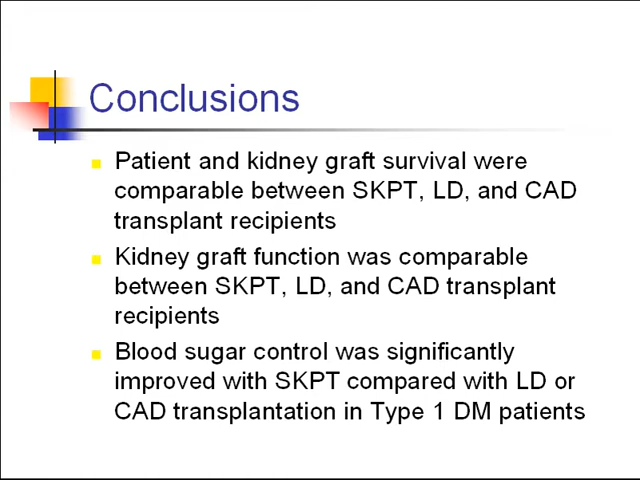 Conclusions
Patient and kidney graft survival were
comparable between SKPT, LD, and CAD
transplant recipients
Kidney graft function was comparable
between SKPT, LD, and CAD transplant
recipients
Blood sugar control was significantly
improved with SKPT compared with LD or
CAD transplantation in Type 1 DM patients